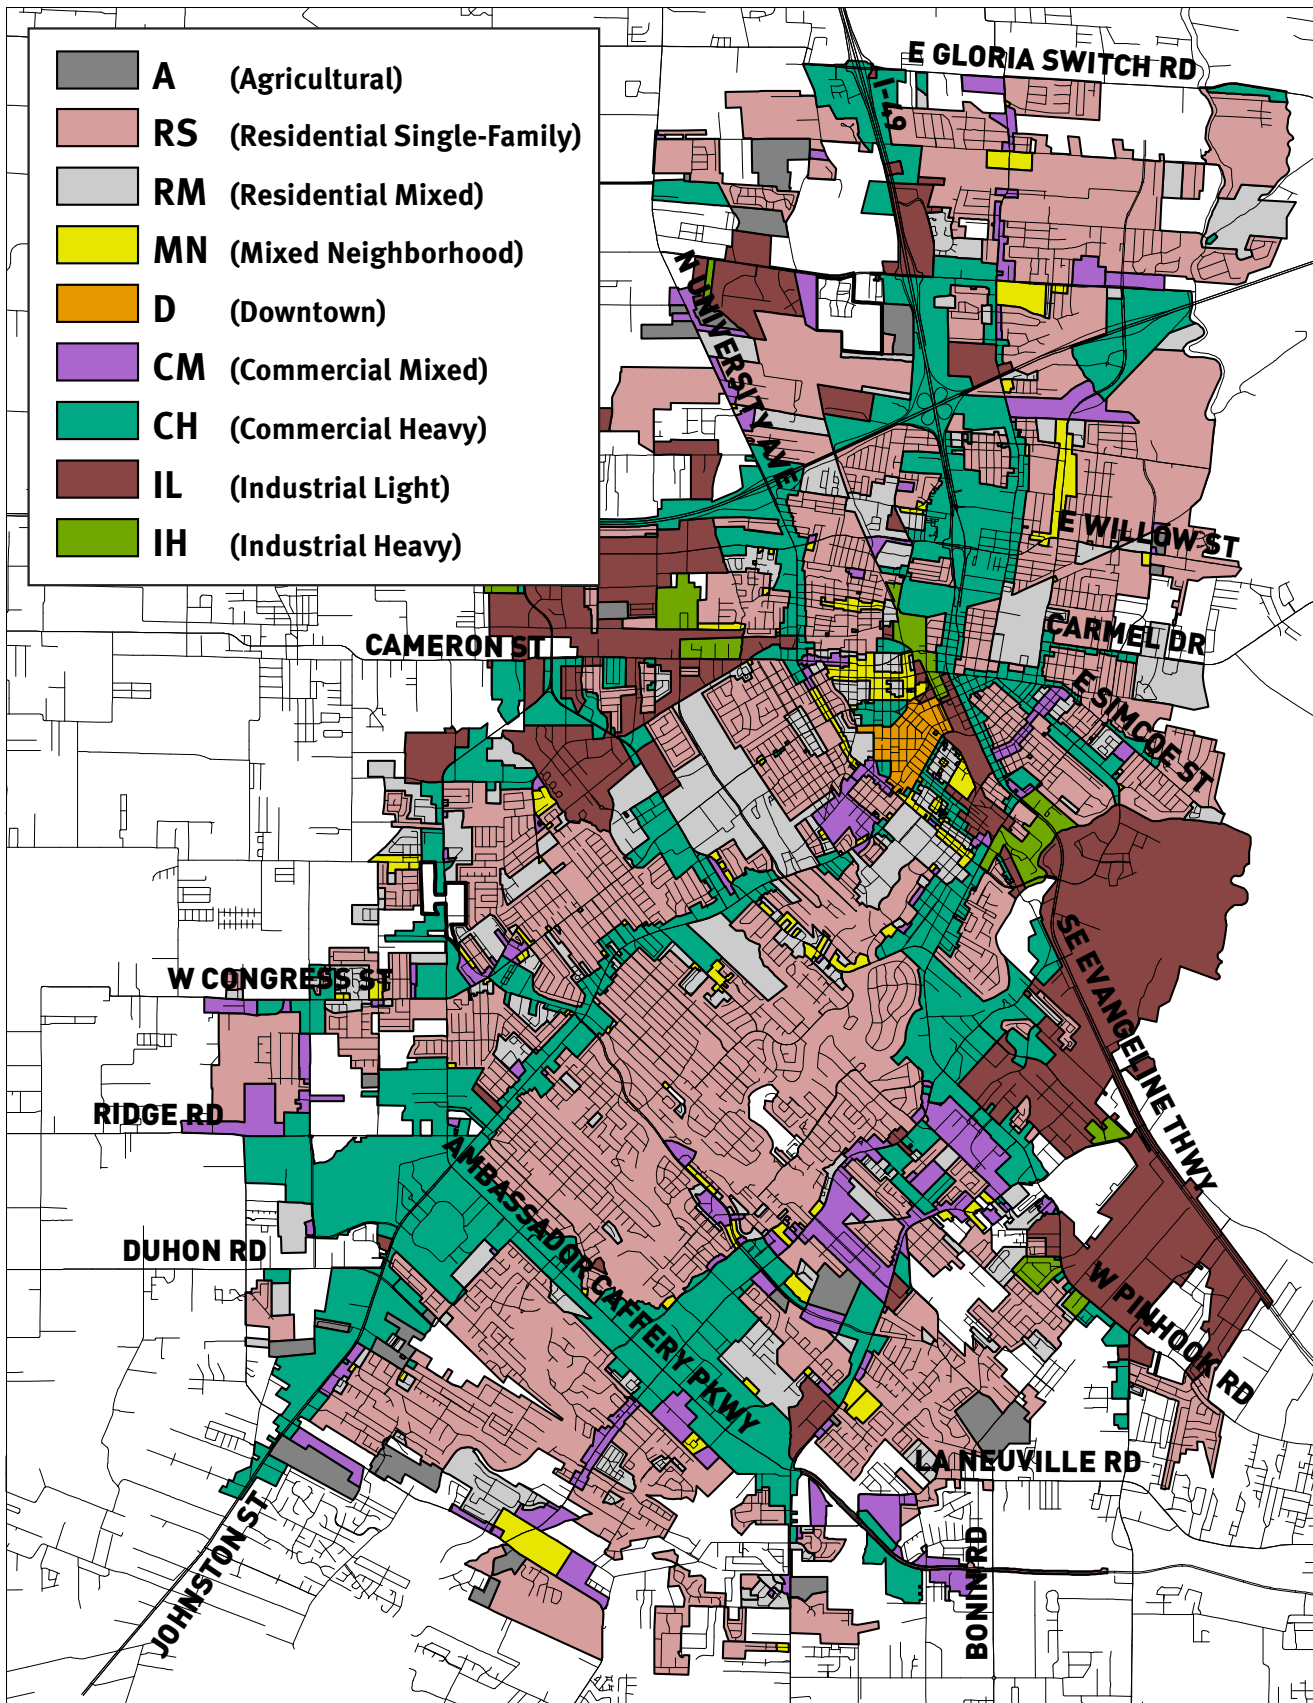 A (Agricultural)
RS (Residential Single-Family)
RM (Residential Mixed)
MN (Mixed Neighborhood)
D (Downtown)
CM (Commercial Mixed)
CH (Commercial Heavy)
IL (Industrial Light)
IH (Industrial Heavy)
E GLORIA SWITCH RD
I-49
N UNIVERSITY AVE
E WILLOW ST
CARMEL DR
CAMERON ST
E SIMCOE ST
SE EVANGELINE THWY
W CONGRESS ST
RIDGE RD
AMBASSADOR CAFFERY PKWY
DUHON RD
W PINHOOK RD
LA NEUVILLE RD
JOHNSTON ST
BONIN RD